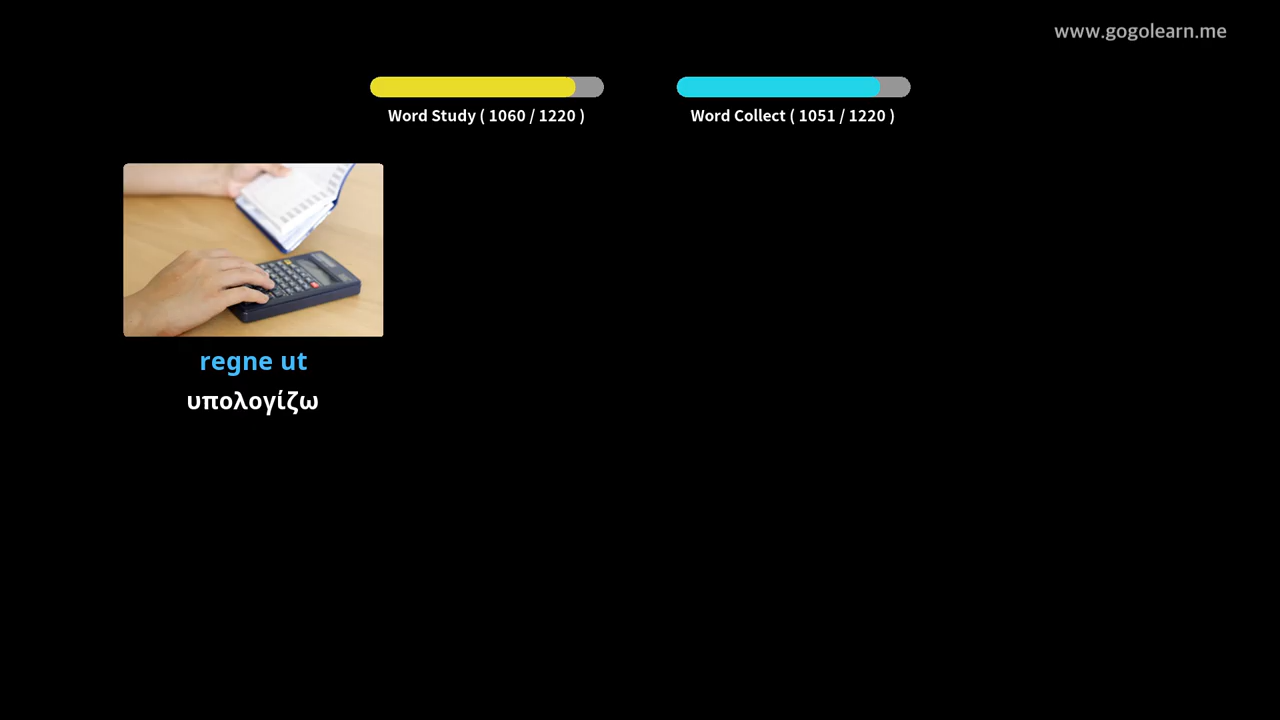 www.gogolearn.me
Word Study ( 1060 / 1220 )
Word Collect ( 1051 / 1220 )
regne ut
υπολογίζω